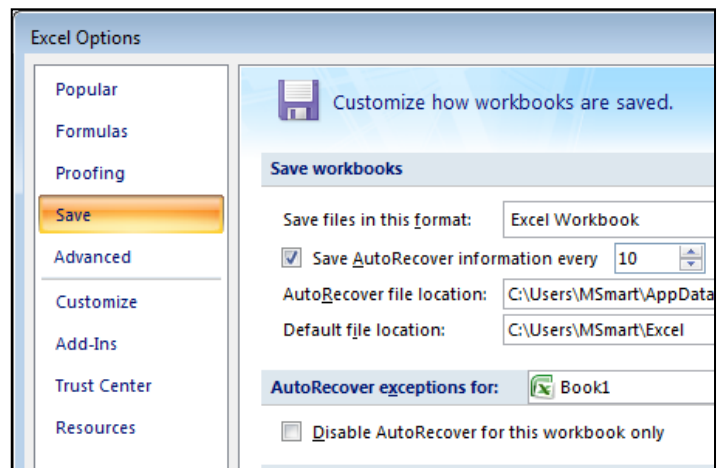 Excel Options
Popular
Formulas
Proofing
Save
Advanced
Customize
Add-Ins
Trust Center
Resources
Customize how workbooks are saved.
Save workbooks
Save files in this format: Excel Workbook
Save AutoRecover information every 10
AutoRecover file location: C:\Users\MSmart\AppData
Default file location: C:\Users\MSmart\Excel
AutoRecover exceptions for: Book1
Disable AutoRecover for this workbook only